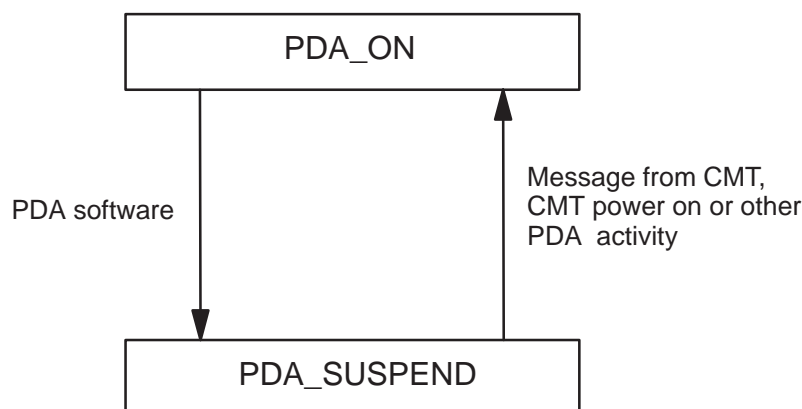 PDA_ON
PDA software
Message from CMT,
CMT power on or other
PDA activity
PDA_SUSPEND